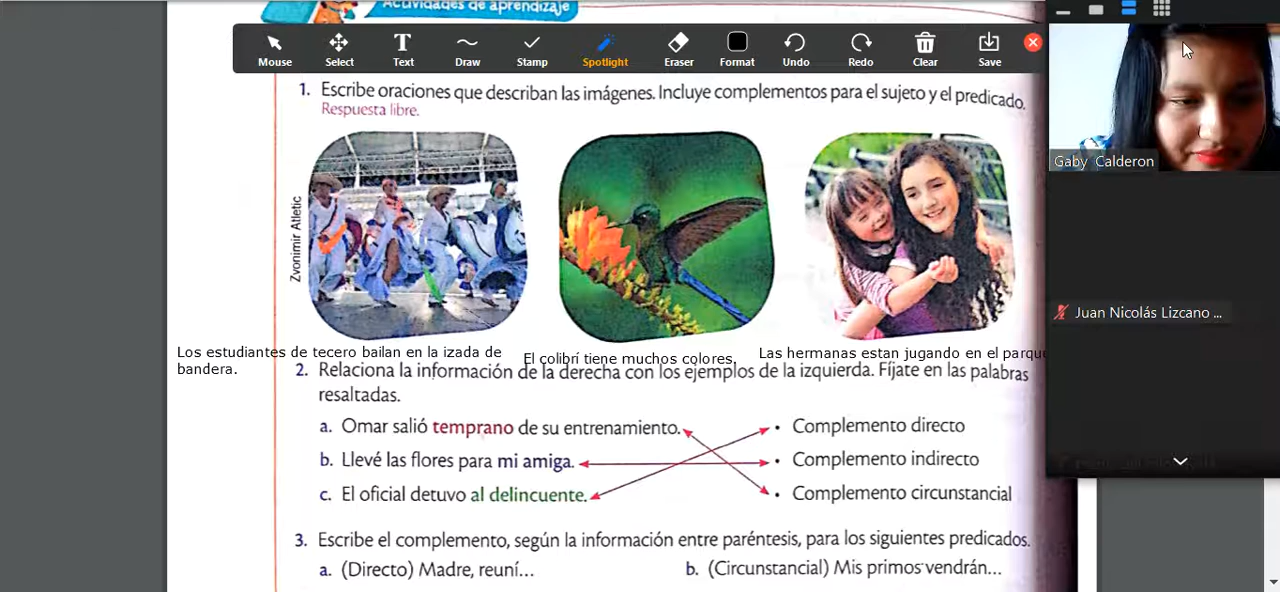 Actividades de aprendizaje
Mouse Select Text Draw Stamp Spotlight Eraser Format Undo Redo Clear Save
1. Escribe oraciones que describan las imágenes. Incluye complementos para el sujeto y el predicado.
Respuesta libre.
Zvonimir Atletic
Los estudiantes de tecero bailan en la izada de
bandera.
El colibrí tiene muchos colores.
Las hermanas estan jugando en el parque
2. Relaciona la información de la derecha con los ejemplos de la izquierda. Fíjate en las palabras
resaltadas.
a. Omar salió temprano de su entrenamiento.
• Complemento directo
b. Llevé las flores para mi amiga.
• Complemento indirecto
c. El oficial detuvo al delincuente.
• Complemento circunstancial
3. Escribe el complemento, según la información entre paréntesis, para los siguientes predicados.
a. (Directo) Madre, reuní...
b. (Circunstancial) Mis primos vendrán...
Gaby Calderon
Juan Nicolás Lizcano ...